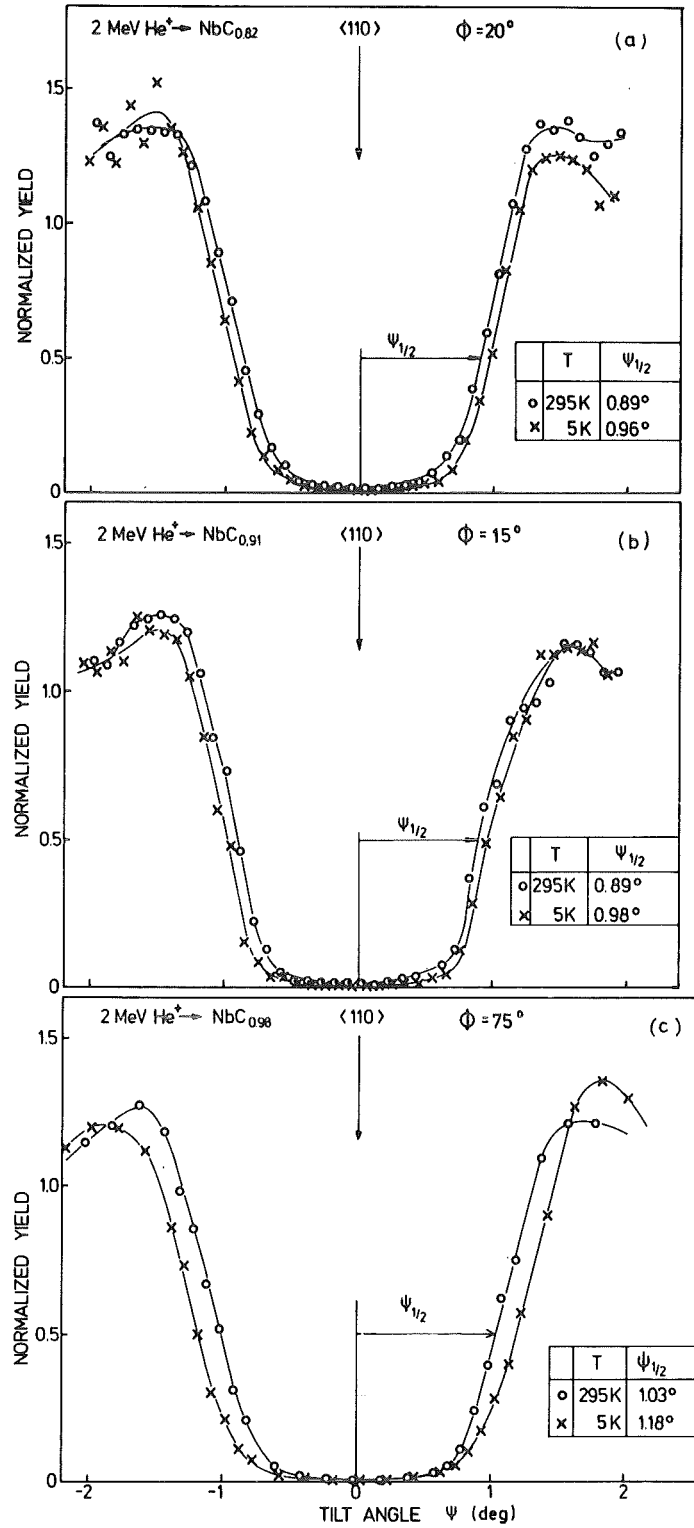 2 MeV He⁺ → NbC₀.₈₂ ⟨110⟩ Φ = 20° (a)
1.5
1.0
0.5
0
NORMALIZED YIELD
Ψ₁/₂
T Ψ₁/₂
o 295K 0.89°
× 5K 0.96°
2 MeV He⁺ → NbC₀.₉₁ ⟨110⟩ Φ = 15° (b)
1.5
1.0
0.5
0
NORMALIZED YIELD
Ψ₁/₂
T Ψ₁/₂
o 295K 0.89°
× 5K 0.98°
2 MeV He⁺ → NbC₀.₉₈ ⟨110⟩ Φ = 75° (c)
1.5
1.0
0.5
0
NORMALIZED YIELD
Ψ₁/₂
T Ψ₁/₂
o 295K 1.03°
× 5K 1.18°
-2 -1 0 1 2
TILT ANGLE Ψ (deg)